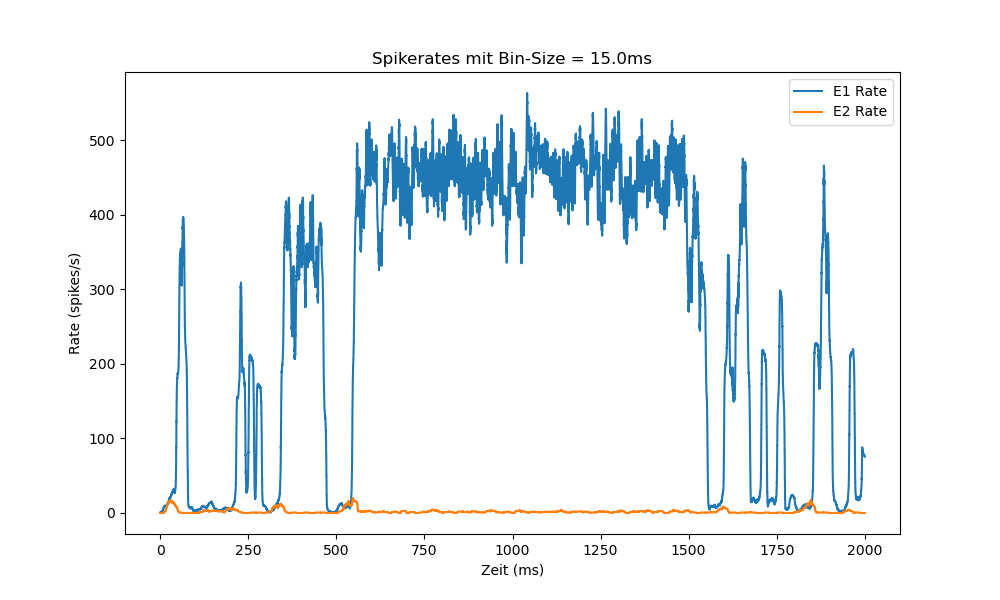 Spikerates mit Bin-Size = 15.0ms
E1 Rate
E2 Rate
500
400
300
200
100
0
Rate (spikes/s)
0 250 500 750 1000 1250 1500 1750 2000
Zeit (ms)